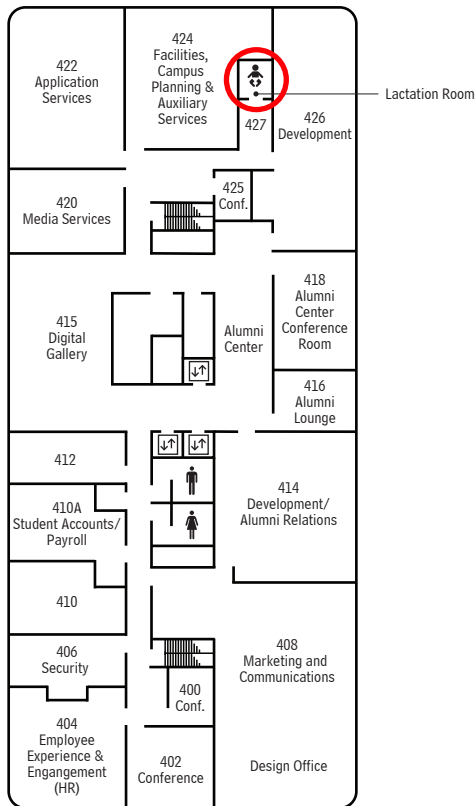 422
Application
Services
424
Facilities,
Campus
Planning &
Auxiliary
Services
427
426
Development
Lactation Room
420
Media Services
425
Conf.
415
Digital
Gallery
Alumni
Center
418
Alumni
Center
Conference
Room
416
Alumni
Lounge
412
410A
Student Accounts/
Payroll
414
Development/
Alumni Relations
410
406
Security
400
Conf.
408
Marketing and
Communications
404
Employee
Experience &
Engangement
(HR)
402
Conference
Design Office